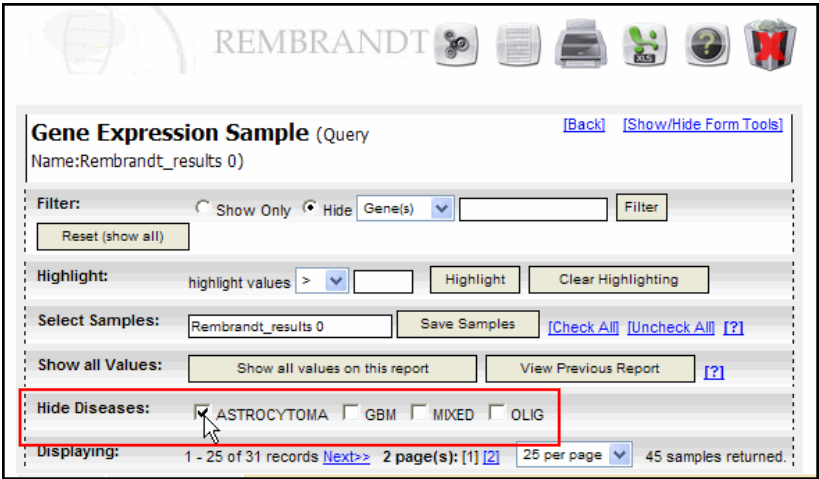 REMBRANDT
XLS
?
Gene Expression Sample (Query [Back] [Show/Hide Form Tools]
Name:Rembrandt_results 0)
Filter: Show Only Hide Gene(s) Filter
Reset (show all)
Highlight: highlight values > Highlight Clear Highlighting
Select Samples: Rembrandt_results 0 Save Samples [Check All] [Uncheck All] [?]
Show all Values: Show all values on this report View Previous Report [?]
Hide Diseases: ASTROCYTOMA GBM MIXED OLIG
Displaying: 1 - 25 of 31 records Next>> 2 page(s): [1] [2] 25 per page 45 samples returned.